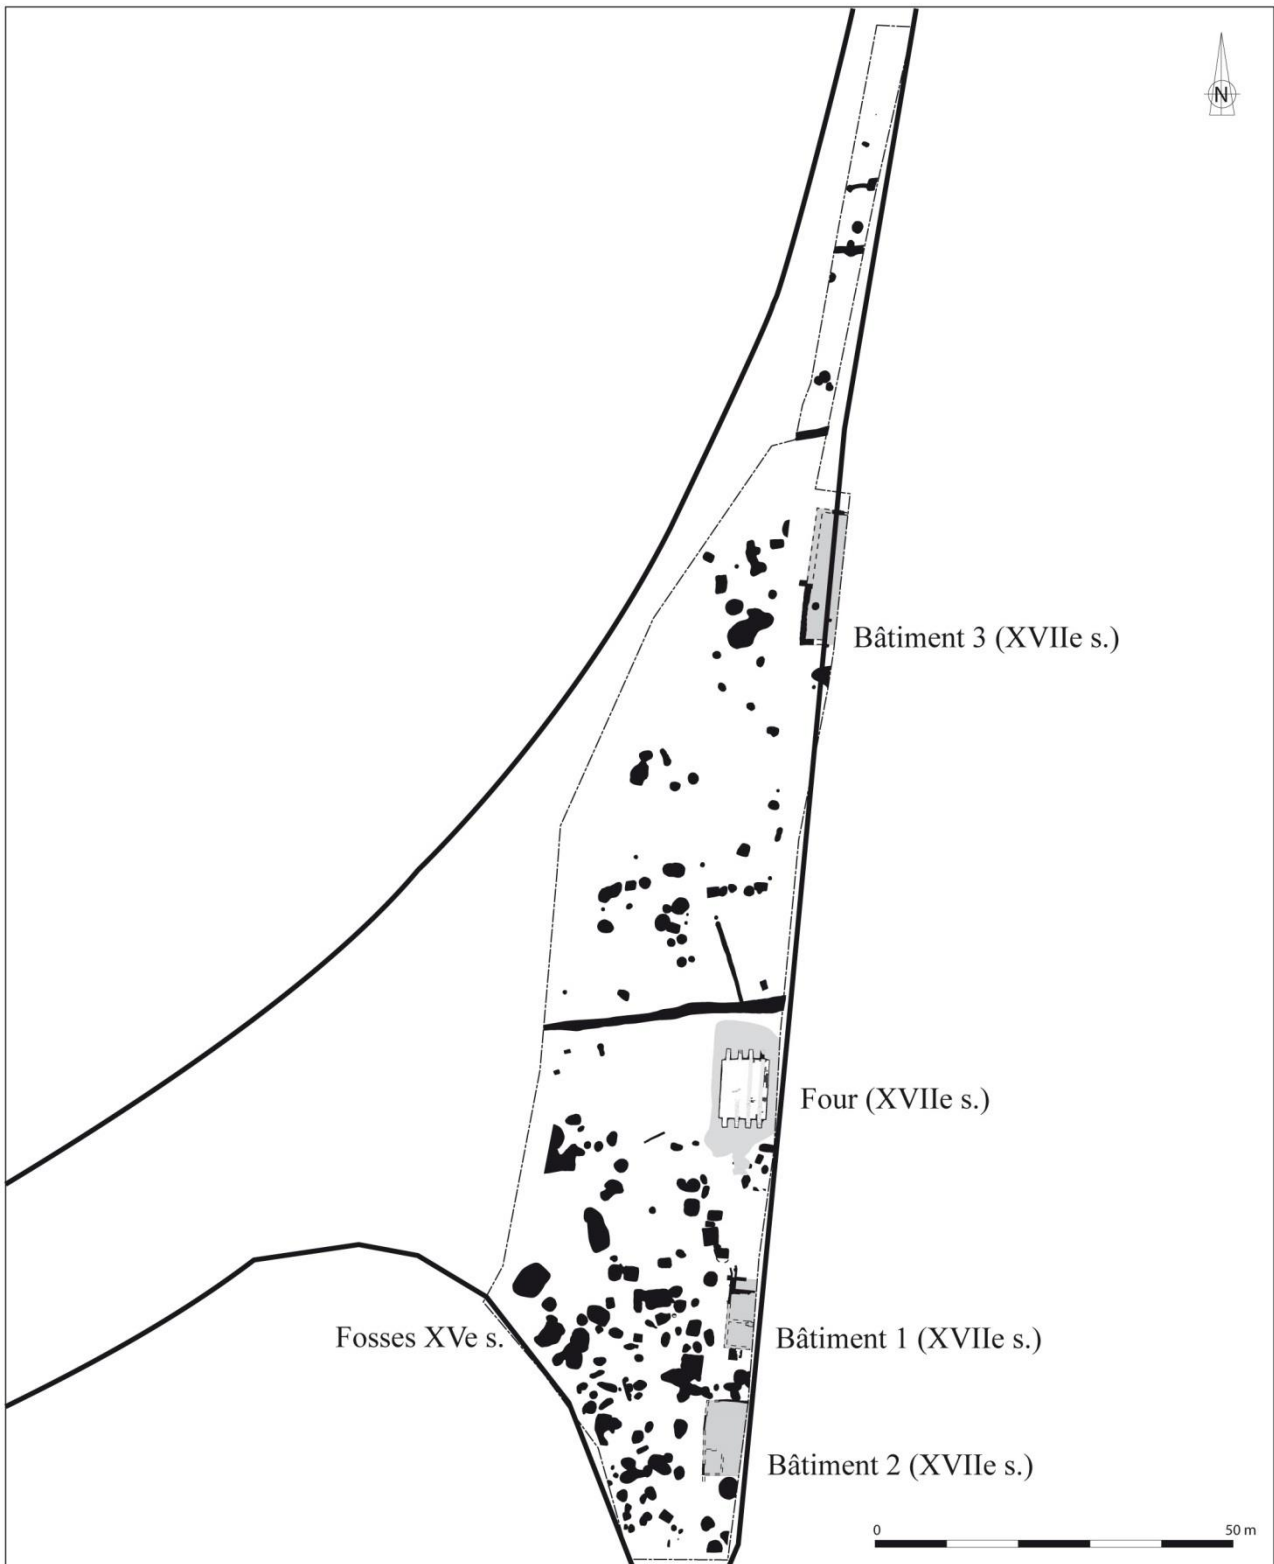 N
Bâtiment 3 (XVIIe s.)
Four (XVIIe s.)
Fosses XVe s.
Bâtiment 1 (XVIIe s.)
Bâtiment 2 (XVIIe s.)
0 50 m